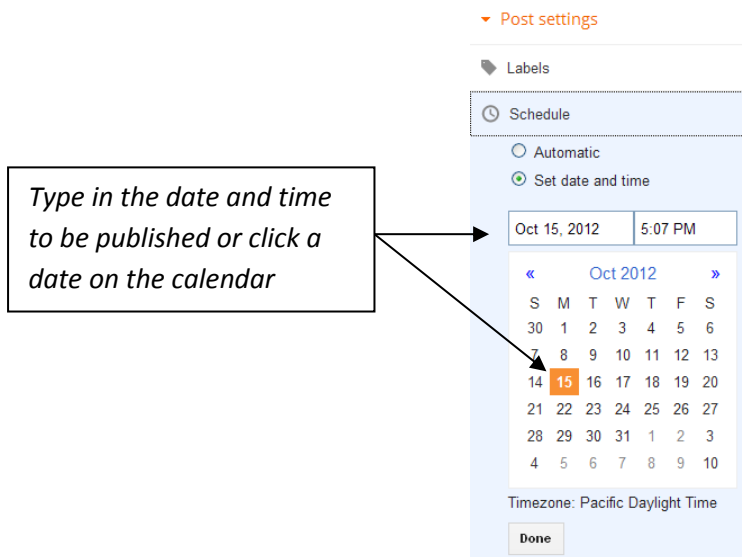 Post settings
Labels
Schedule
Automatic
Set date and time
Type in the date and time
to be published or click a
date on the calendar
Oct 15, 2012 5:07 PM
« Oct 2012 »
S M T W T F S
30 1 2 3 4 5 6
7 8 9 10 11 12 13
14 15 16 17 18 19 20
21 22 23 24 25 26 27
28 29 30 31 1 2 3
4 5 6 7 8 9 10
Timezone: Pacific Daylight Time
Done